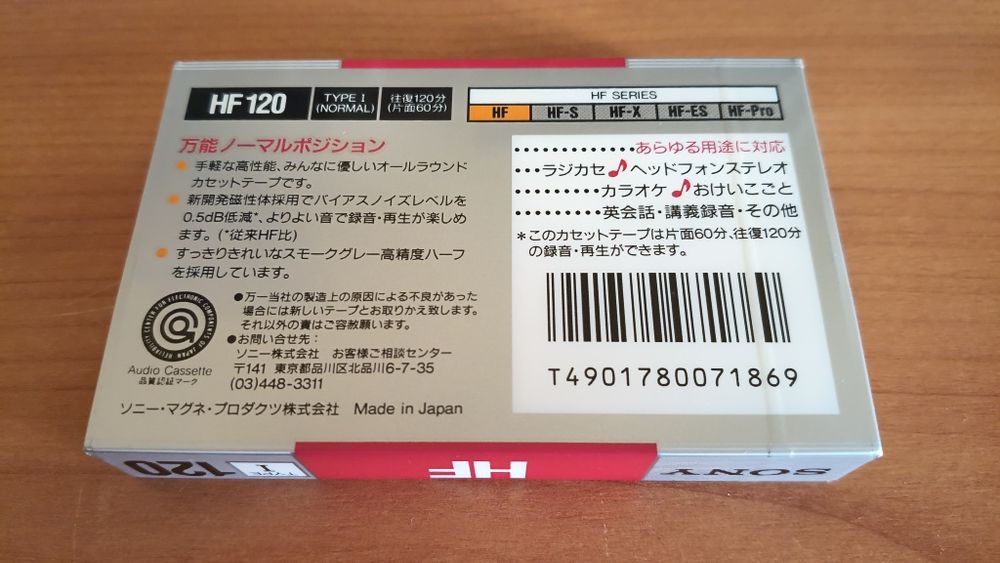 HF 120
TYPE I
(NORMAL)
往復120分
(片面60分)
HF SERIES
HF HF-S HF-X HF-ES HF-Pro
万能ノーマルポジション
● 手軽な高性能、みんなに優しいオールラウンド
カセットテープです。
● 新開発磁性体採用でバイアスノイズレベルを
0.5dB低減*、よりよい音で録音・再生が楽しめ
ます。(*従来HF比)
● すっきりきれいなスモークグレー高精度ハーフ
を採用しています。
あらゆる用途に対応
ラジカセ♪ヘッドフォンステレオ
カラオケ♪おけいこごと
英会話・講義録音・その他
*このカセットテープは片面60分、往復120分
の録音・再生ができます。
T4901780071869
RELIABILITY CENTER FOR ELECTRONIC COMPONENTS OF JAPAN
Audio Cassette
品質認証マーク
●万一当社の製造上の原因による不良があった
場合には新しいテープとお取りかえ致します。
それ以外の責はご容赦願います。
●お問い合せ先：
ソニー株式会社 お客様ご相談センター
〒141 東京都品川区北品川6-7-35
(03)448-3311
ソニー・マグネ・プロダクツ株式会社 Made in Japan
SONY
HF
TYPE I
120